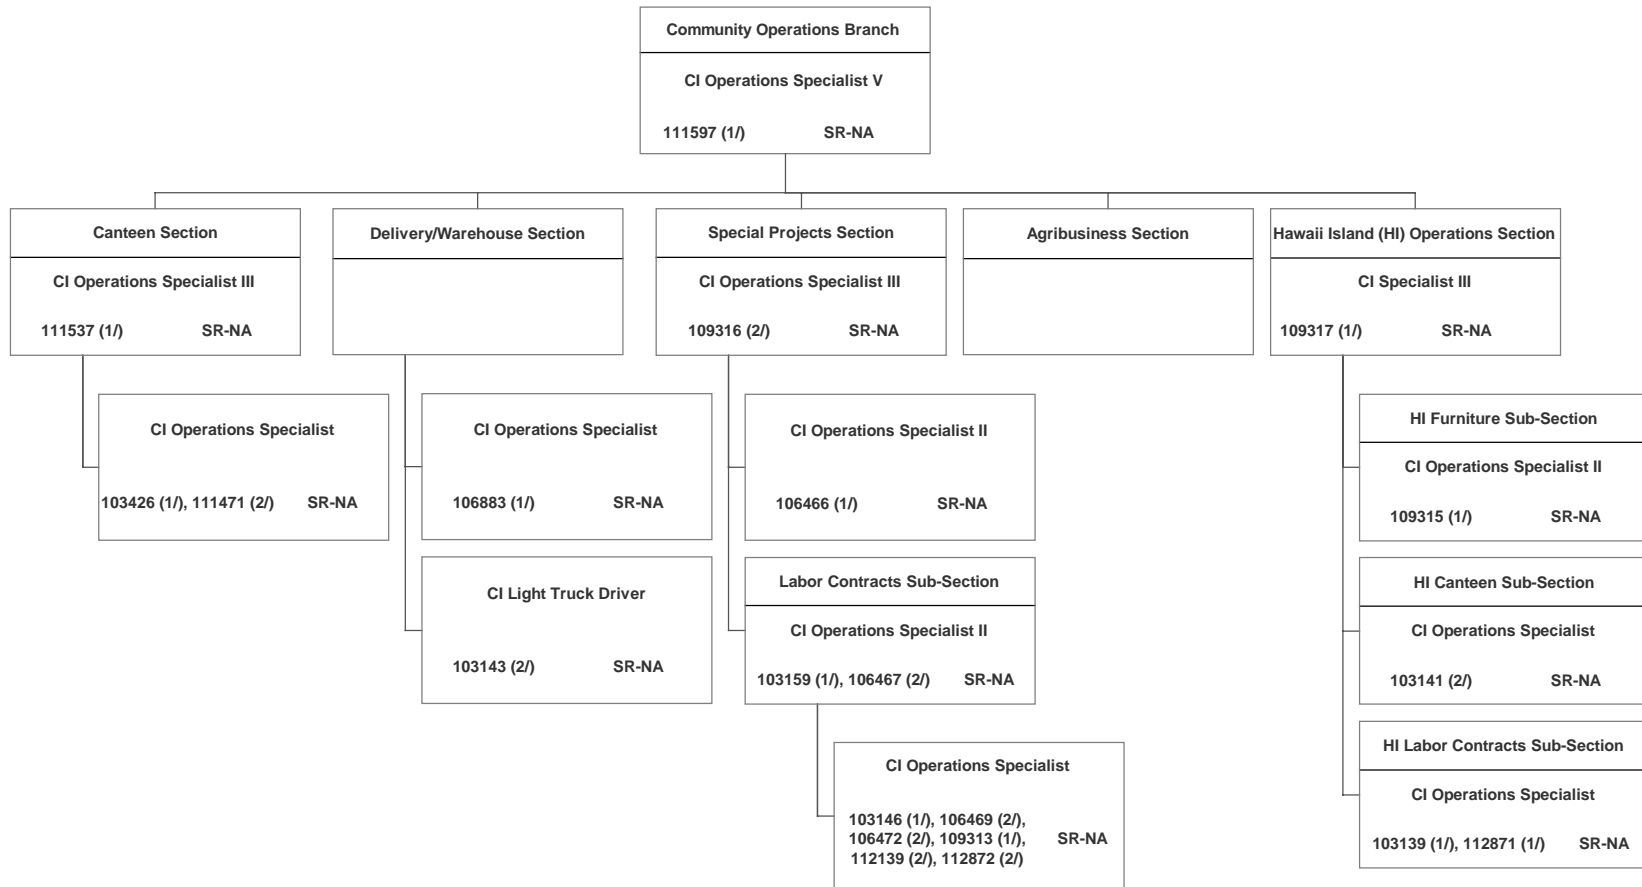 Community Operations Branch
CI Operations Specialist V
111597 (1/) SR-NA
Canteen Section
CI Operations Specialist III
111537 (1/) SR-NA
Delivery/Warehouse Section
Special Projects Section
CI Operations Specialist III
109316 (2/) SR-NA
Agribusiness Section
Hawaii Island (HI) Operations Section
CI Specialist III
109317 (1/) SR-NA
CI Operations Specialist
103426 (1/), 111471 (2/) SR-NA
CI Operations Specialist
106883 (1/) SR-NA
CI Light Truck Driver
103143 (2/) SR-NA
CI Operations Specialist II
106466 (1/) SR-NA
Labor Contracts Sub-Section
CI Operations Specialist II
103159 (1/), 106467 (2/) SR-NA
CI Operations Specialist
103146 (1/), 106469 (2/),
106472 (2/), 109313 (1/), SR-NA
112139 (2/), 112872 (2/)
HI Furniture Sub-Section
CI Operations Specialist II
109315 (1/) SR-NA
HI Canteen Sub-Section
CI Operations Specialist
103141 (2/) SR-NA
HI Labor Contracts Sub-Section
CI Operations Specialist
103139 (1/), 112871 (1/) SR-NA